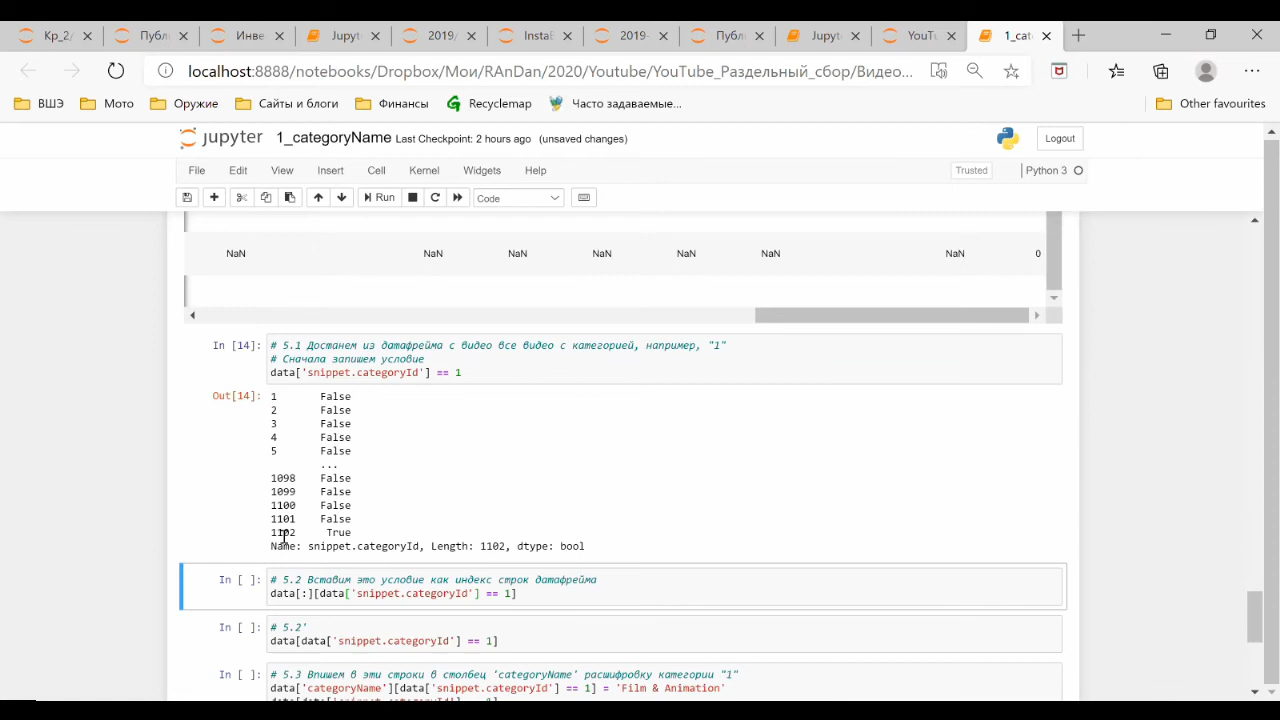 Кр_2/
Публ
Инве
Jupyt
2019/
InstaE
2019-
Публ
Jupyt
YouTu
1_cate
localhost:8888/notebooks/Dropbox/Мои/RAnDan/2020/Youtube/YouTube_Раздельный_сбор/Видео...
ВШЭ
Мото
Оружие
Сайты и блоги
Финансы
Recyclemap
Часто задаваемые...
Other favourites
jupyter 1_categoryName Last Checkpoint: 2 hours ago (unsaved changes)
Logout
File Edit View Insert Cell Kernel Widgets Help
Trusted
Python 3
Run
Code
NaN NaN NaN NaN NaN NaN NaN 0
In [14]: # 5.1 Достанем из датафрейма с видео все видео с категорией, например, "1"
# Сначала запишем условие
data['snippet.categoryId'] == 1
Out[14]: 1 False
2 False
3 False
4 False
5 False
...
1098 False
1099 False
1100 False
1101 False
1102 True
Name: snippet.categoryId, Length: 1102, dtype: bool
In [ ]: # 5.2 Вставим это условие как индекс строк датафрейма
data[:][data['snippet.categoryId'] == 1]
In [ ]: # 5.2'
data[data['snippet.categoryId'] == 1]
In [ ]: # 5.3 Впишем в эти строки в столбец 'categoryName' расшифровку категории "1"
data['categoryName'][data['snippet.categoryId'] == 1] = 'Film & Animation'